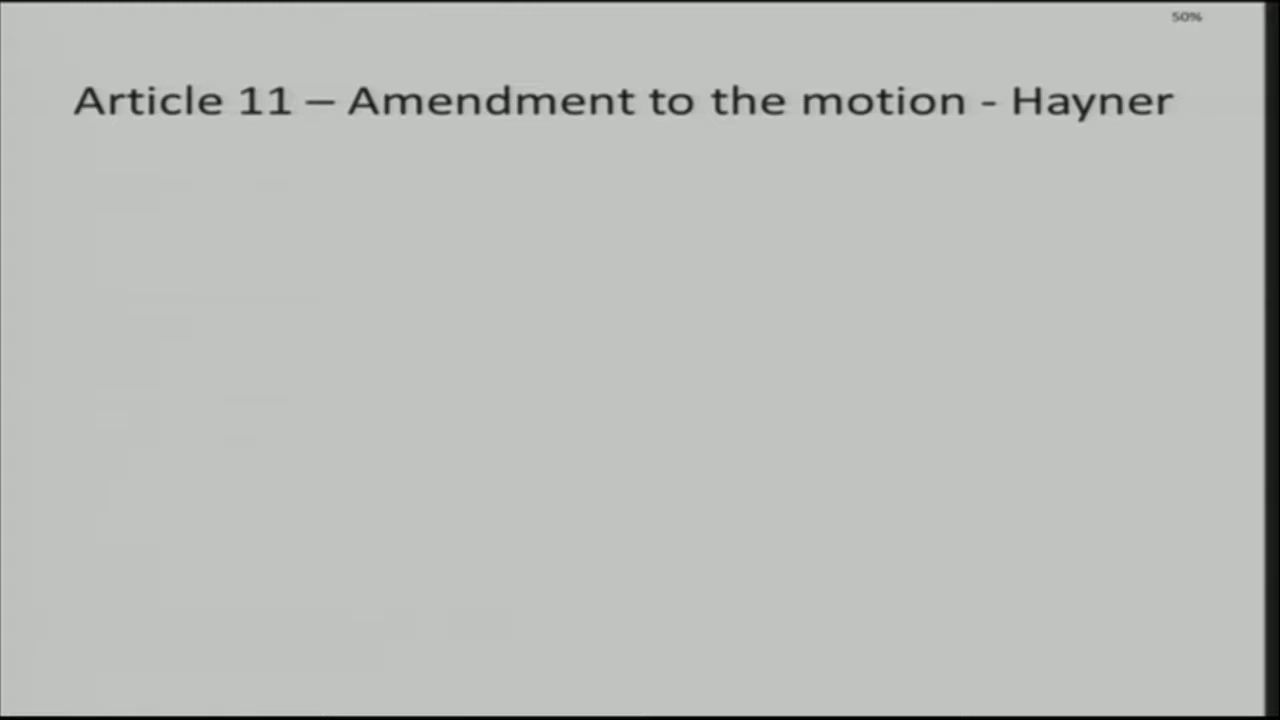 50%
Article 11 – Amendment to the motion - Hayner